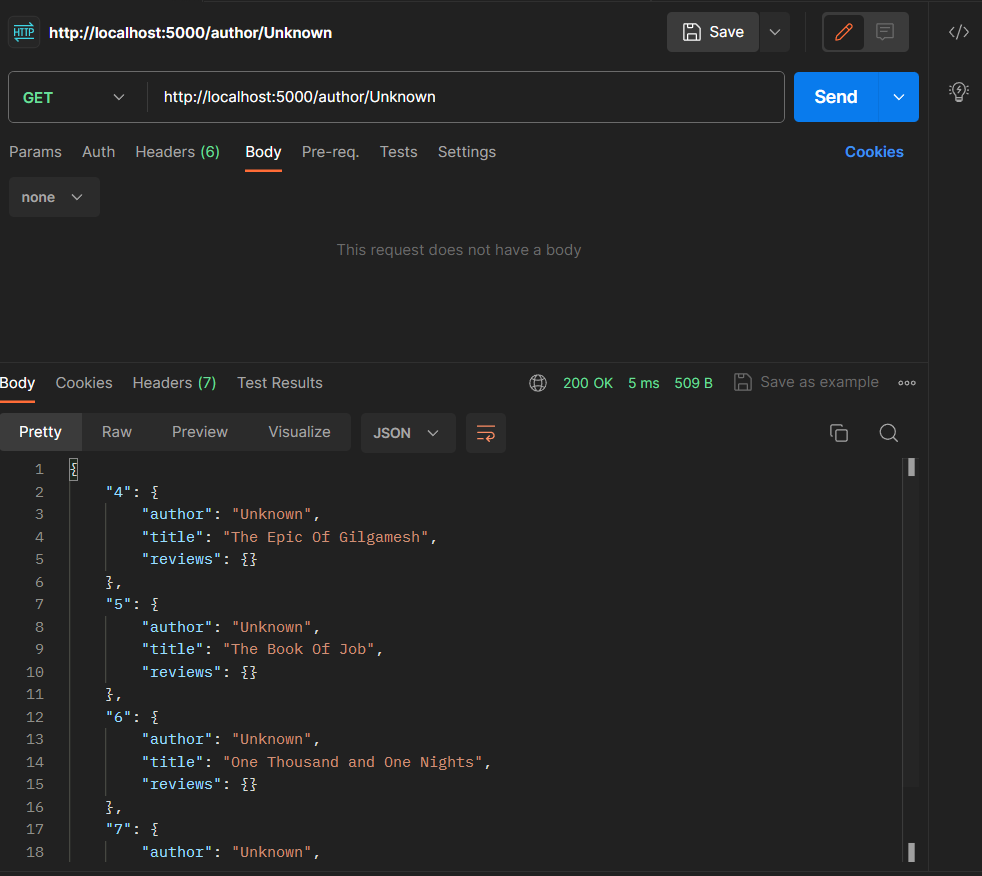 HTTP http://localhost:5000/author/Unknown Save
GET http://localhost:5000/author/Unknown Send
Params Auth Headers (6) Body Pre-req. Tests Settings Cookies
none
This request does not have a body
Body Cookies Headers (7) Test Results 200 OK 5 ms 509 B Save as example
Pretty Raw Preview Visualize JSON
1 {
2 "4": {
3 "author": "Unknown",
4 "title": "The Epic Of Gilgamesh",
5 "reviews": {}
6 },
7 "5": {
8 "author": "Unknown",
9 "title": "The Book Of Job",
10 "reviews": {}
11 },
12 "6": {
13 "author": "Unknown",
14 "title": "One Thousand and One Nights",
15 "reviews": {}
16 },
17 "7": {
18 "author": "Unknown",